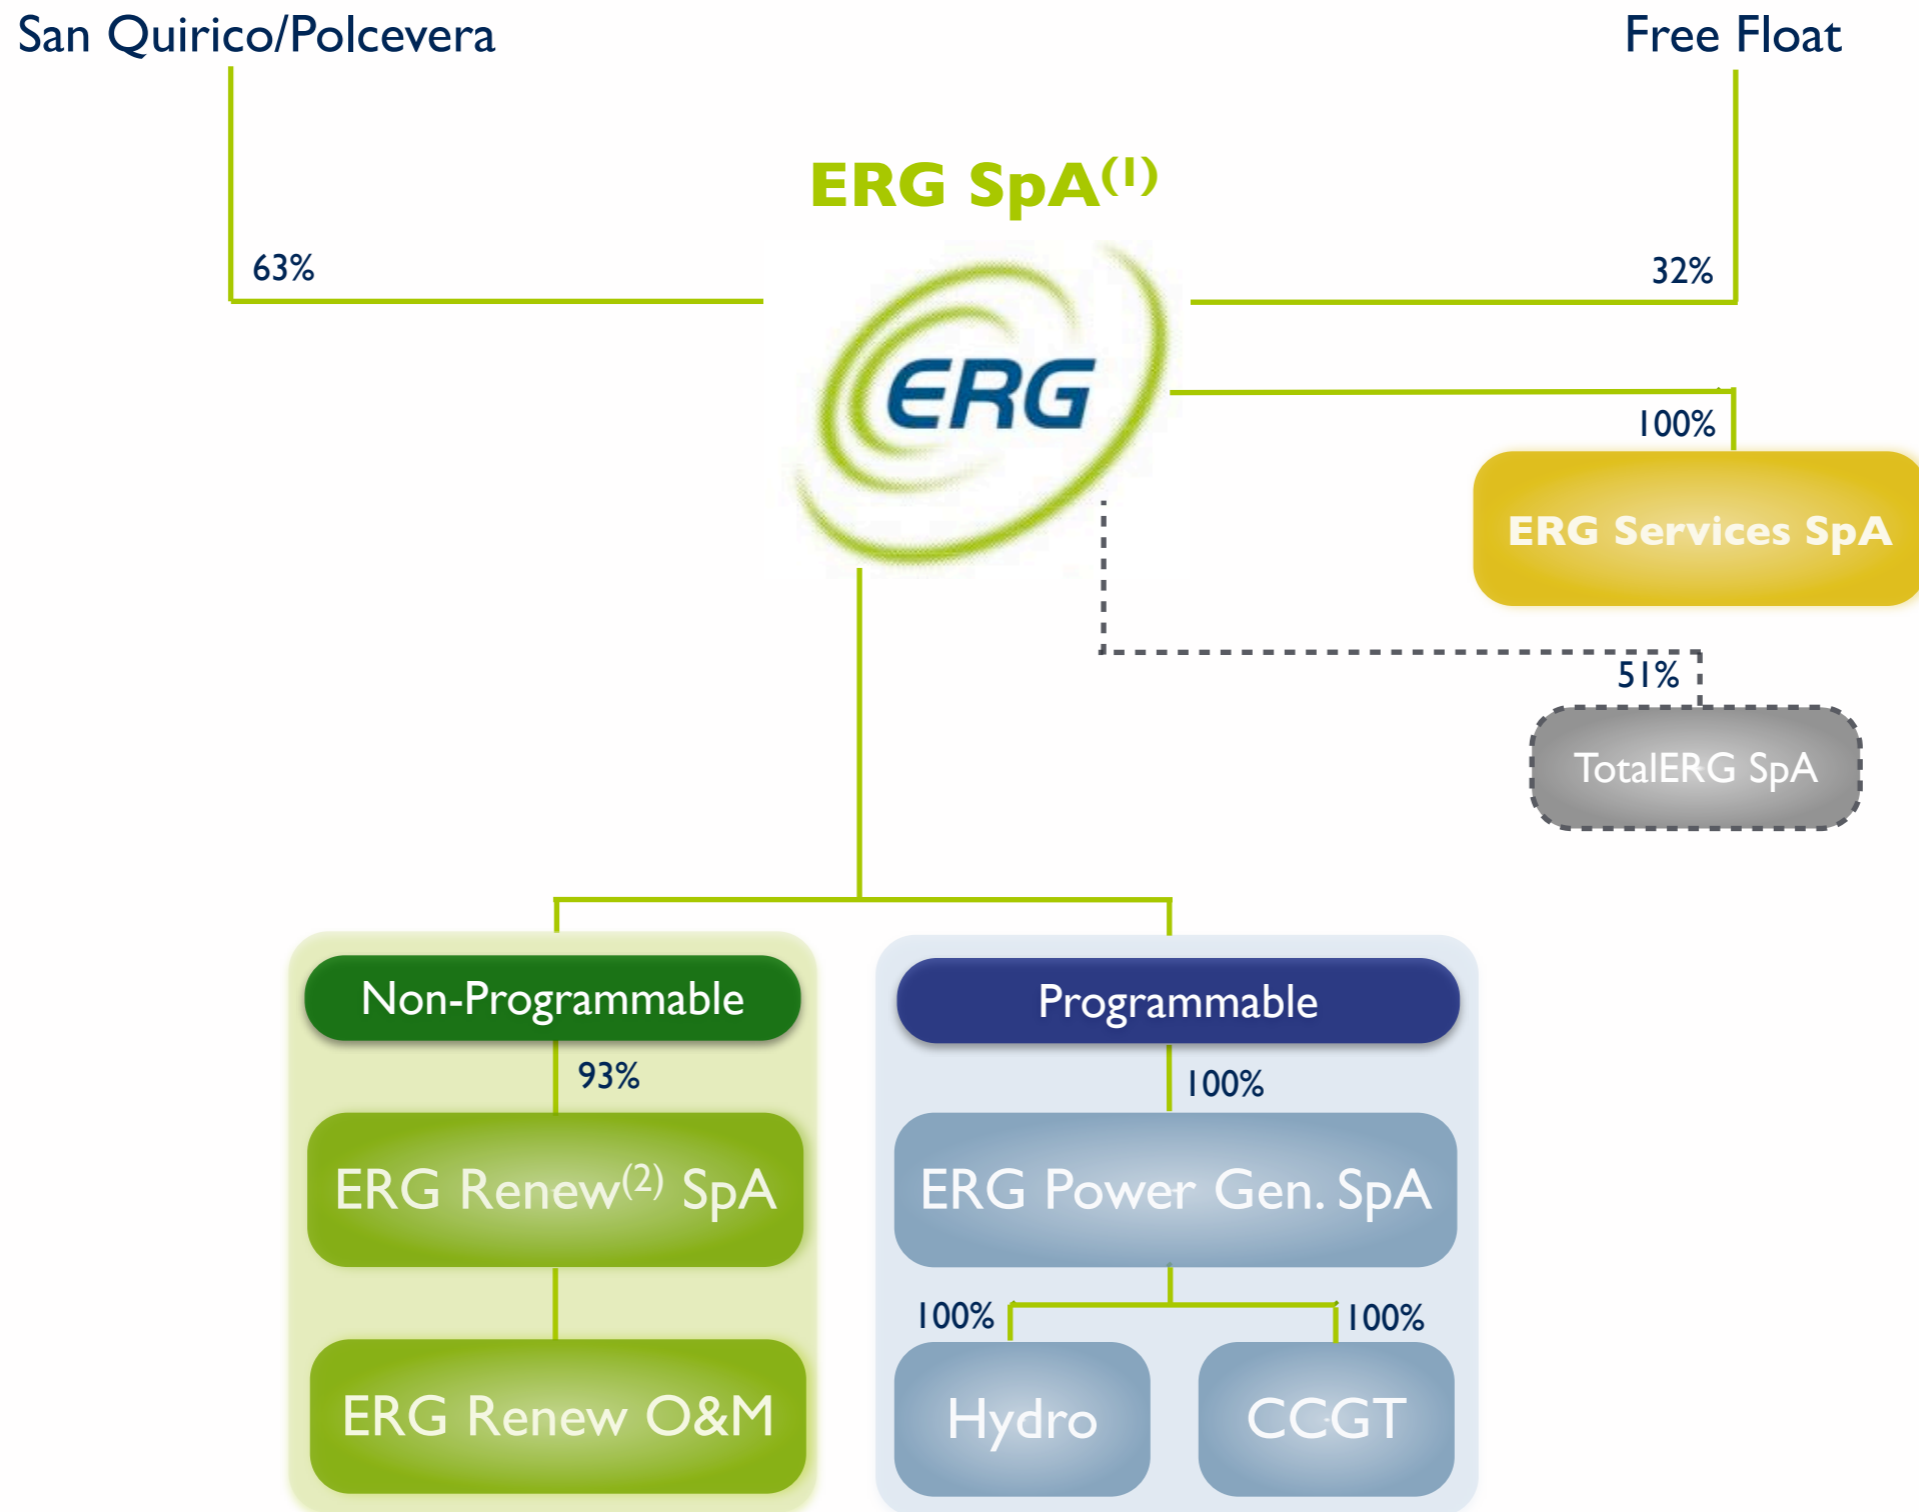 San Quirico/Polcevera
Free Float
ERG SpA(1)
63%
32%
ERG
100%
ERG Services SpA
51%
TotalERG SpA
Non-Programmable
Programmable
93%
100%
ERG Renew(2) SpA
ERG Power Gen. SpA
100%
100%
ERG Renew O&M
Hydro
CCGT